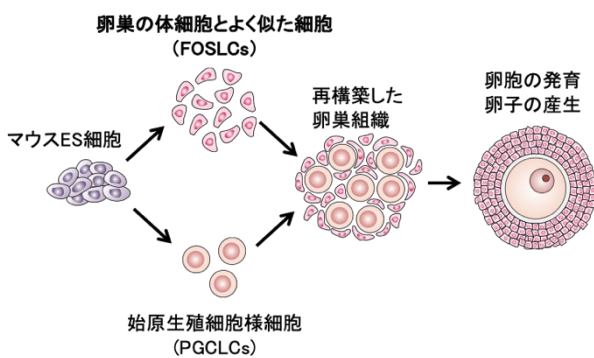 卵巣の体細胞とよく似た細胞
(FOSLCs)
マウスES細胞
再構築した
卵巣組織
卵胞の発育
卵子の産生
始原生殖細胞様細胞
(PGCLCs)